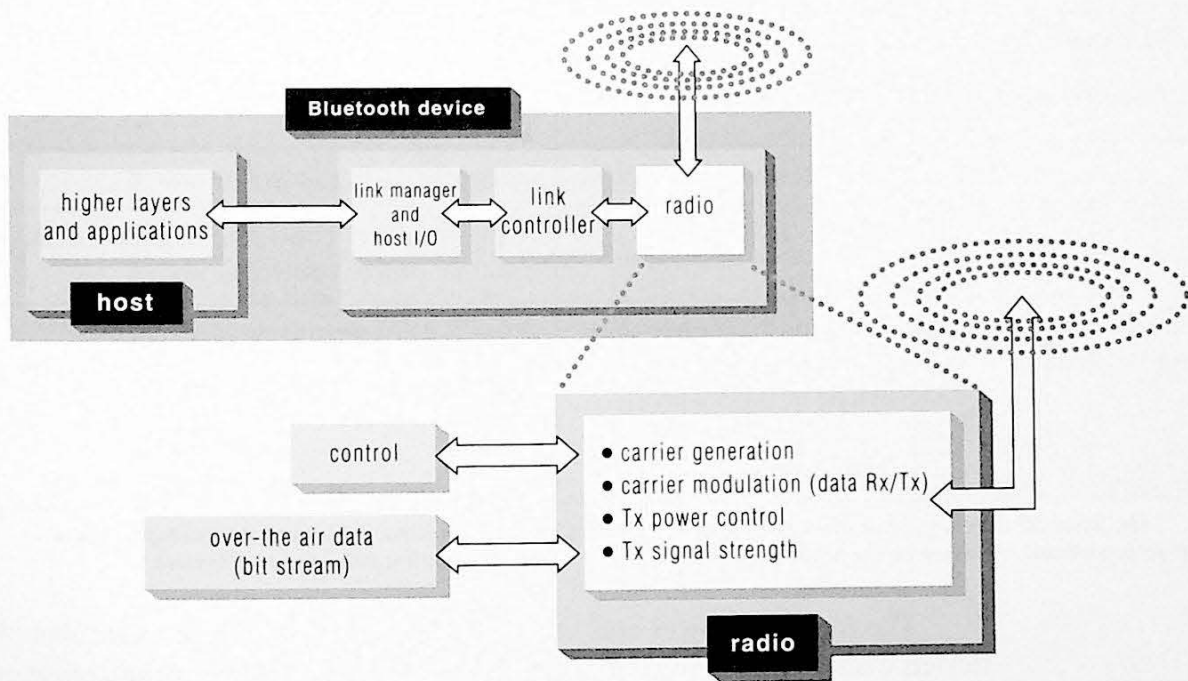 Bluetooth device
higher layers
and applications
link manager
and
host I/O
link
controller
radio
host
control
over-the air data
(bit stream)
• carrier generation
• carrier modulation (data Rx/Tx)
• Tx power control
• Tx signal strength
radio